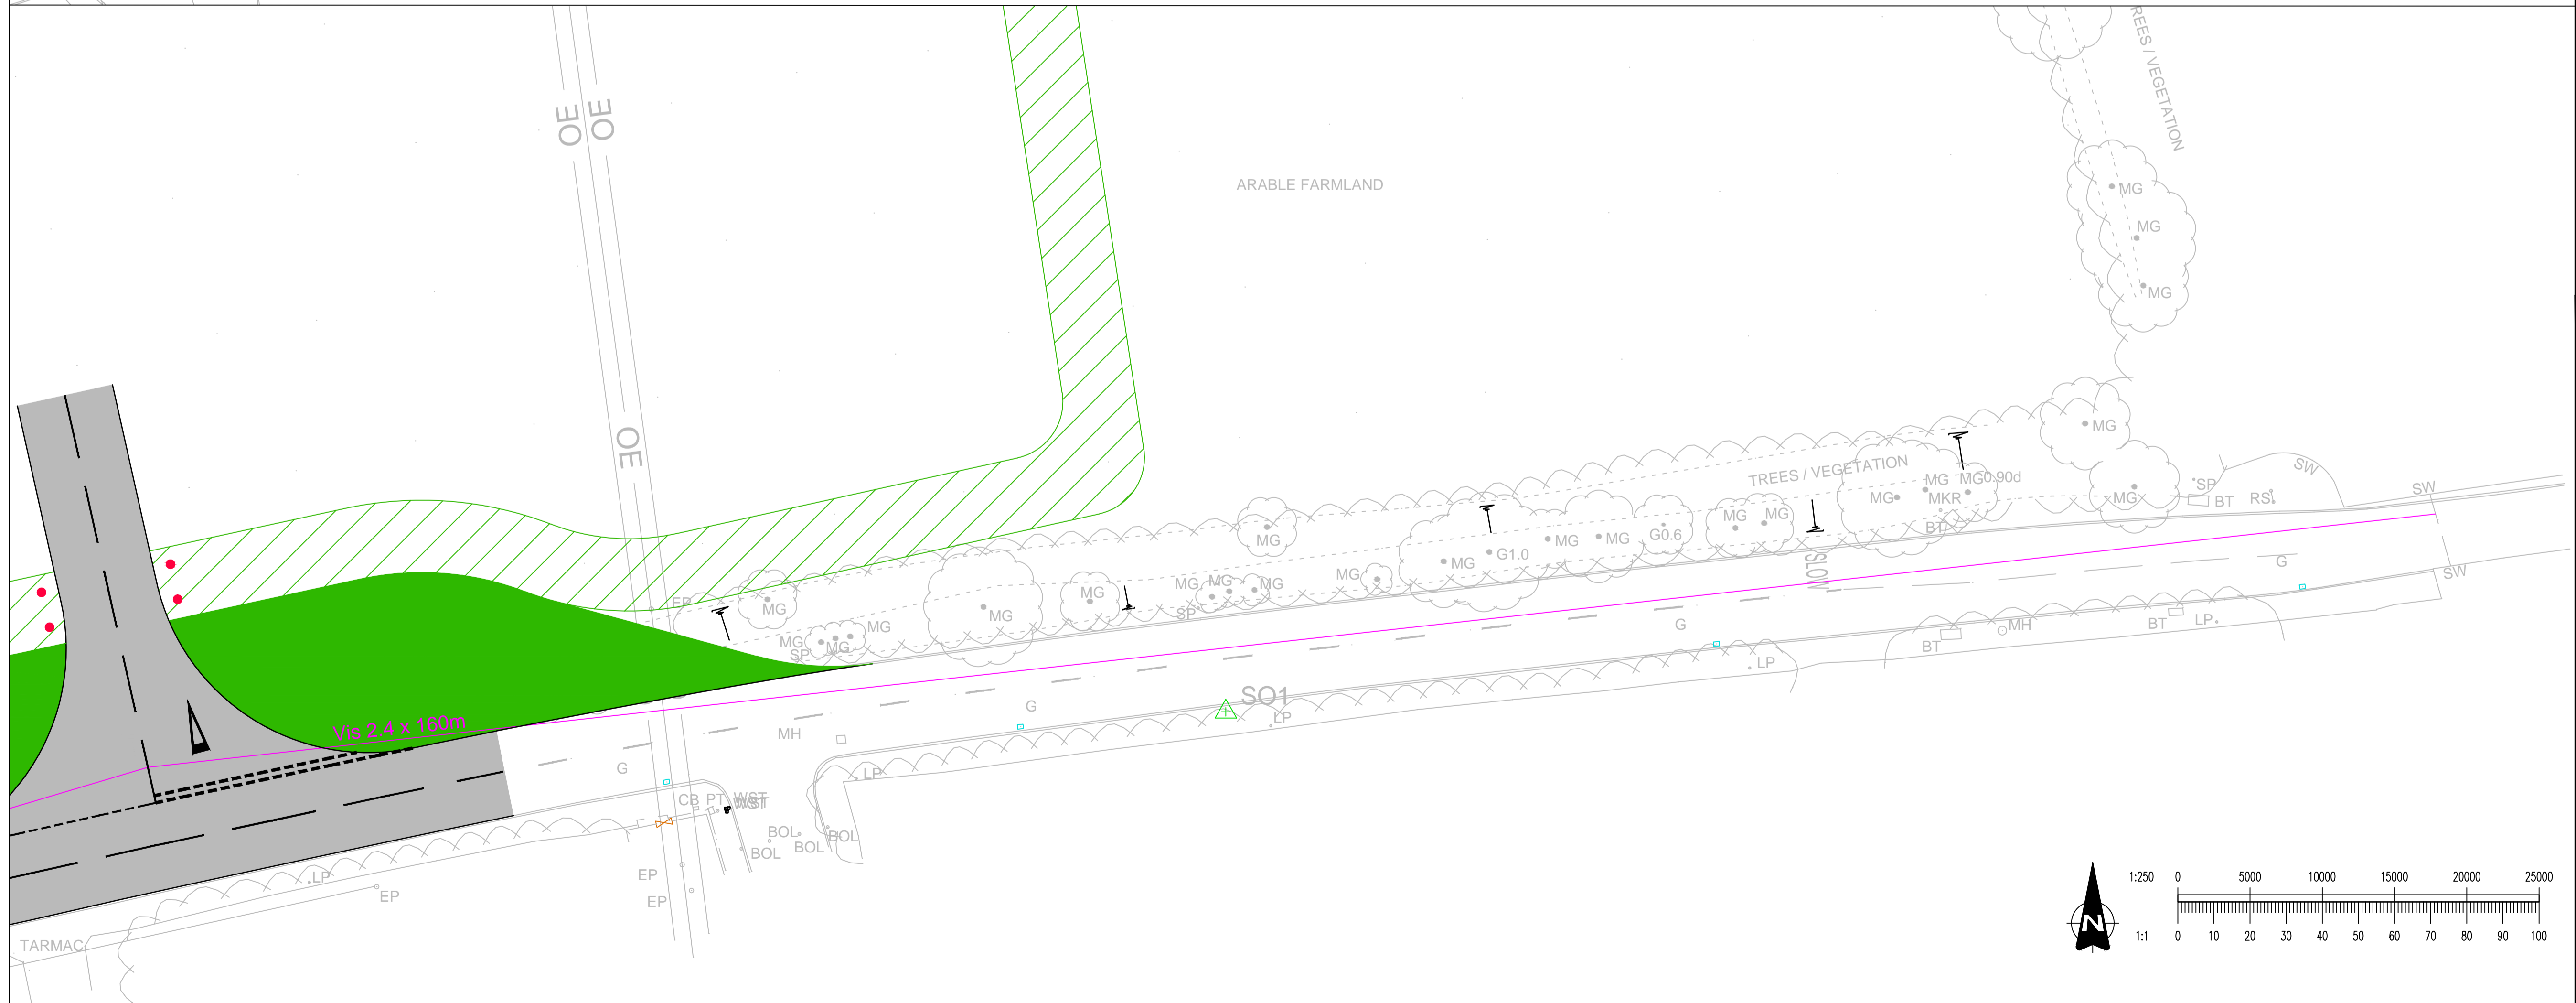 TREES / VEGETATION
OE
OE
ARABLE FARMLAND
MG
MG
MG
OE
MG
TREES / VEGETATION
MG
MG
0.90d
MG
MKR
MG
SP
BT
RS
SW
SW
BT
MG
MG
G0.6
MG
MG
G1.0
MG
MG
MG
MG
MG
MG
MG
SP
SLOW
EP
MG
MG
MG
MG
MG
SP
G
SW
G
MH
BT
BT
LP
LP
SO1
LP
G
MH
G
Vis 2.4 x 160m
LP
CB
PT
WST
BOL
BOL
BOL
BOL
EP
EP
LP
EP
TARMAC
N
1:250
0 5000 10000 15000 20000 25000
1:1
0 10 20 30 40 50 60 70 80 90 100